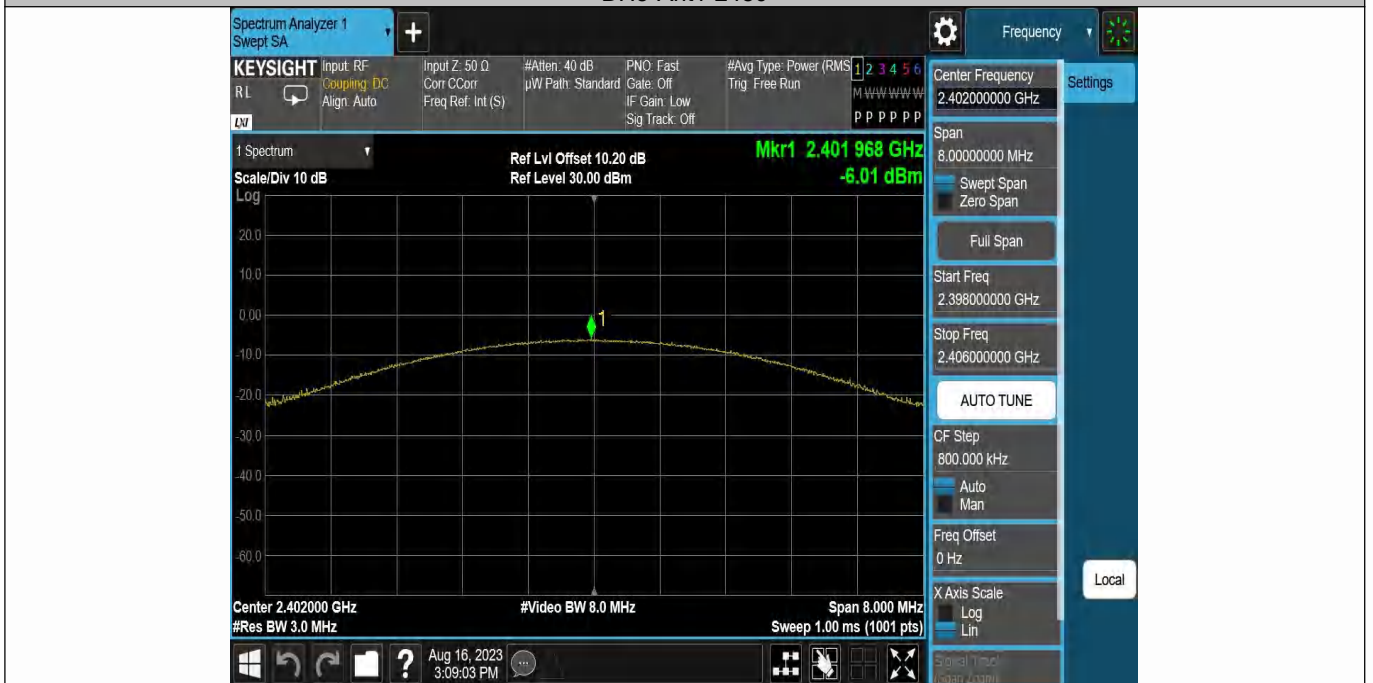 Spectrum Analyzer 1
Swept SA
Frequency
KEYSIGHT
RL
LXI
Input: RF
Coupling: DC
Align: Auto
Input Z: 50 Ω
Corr CCorr
Freq Ref: Int (S)
#Atten: 40 dB
µW Path: Standard
PNO: Fast
Gate: Off
IF Gain: Low
Sig Track: Off
#Avg Type: Power (RMS
Trig: Free Run
1 2 3 4 5 6
M W W W W W
P P P P P P
1 Spectrum
Scale/Div 10 dB
Log
Ref Lvl Offset 10.20 dB
Ref Level 30.00 dBm
Mkr1 2.401 968 GHz
-6.01 dBm
20.0
10.0
0.00
-10.0
-20.0
-30.0
-40.0
-50.0
-60.0
1
Center 2.402000 GHz
#Res BW 3.0 MHz
#Video BW 8.0 MHz
Span 8.000 MHz
Sweep 1.00 ms (1001 pts)
Center Frequency
2.402000000 GHz
Settings
Span
8.00000000 MHz
Swept Span
Zero Span
Full Span
Start Freq
2.398000000 GHz
Stop Freq
2.406000000 GHz
AUTO TUNE
CF Step
800.000 kHz
Auto
Man
Freq Offset
0 Hz
X Axis Scale
Log
Lin
Signal Track
(Span Zoom)
Local
?
Aug 16, 2023
3:09:03 PM